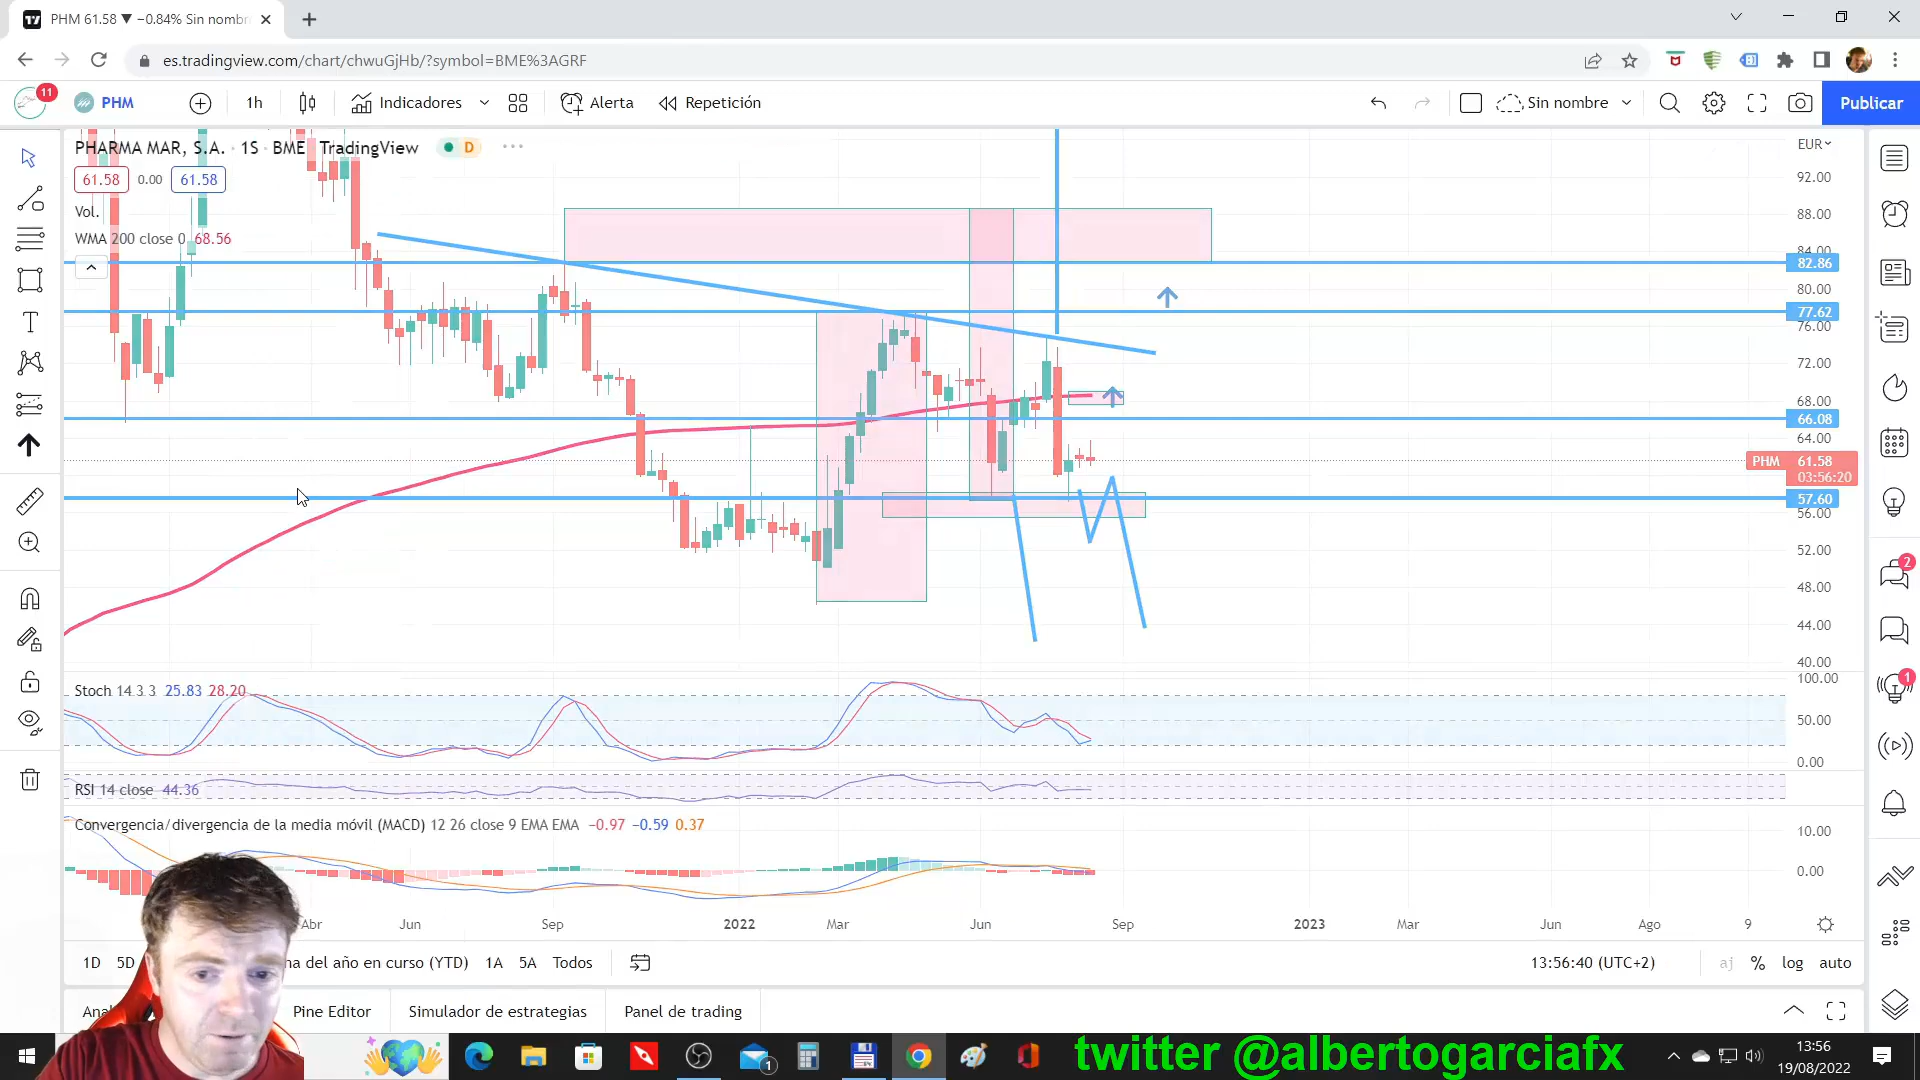 PHM 61.58 ▼ −0.84% Sin nombr
es.tradingview.com/chart/chwuGjHb/?symbol=BME%3AGRF
11
PHM
1h
Indicadores
Alerta
Repetición
Sin nombre
Publicar
PHARMA MAR, S.A. · 1S · BME TradingView
D
61.58 0.00 61.58
Vol.
WMA 200 close 0 68.56
EUR
92.00
88.00
84.00
82.86
80.00
77.62
76.00
72.00
68.00
66.08
64.00
PHM 61.58
03:56:20
57.60
56.00
52.00
48.00
44.00
40.00
2
1
Stoch 14 3 3 25.83 28.20
100.00
50.00
0.00
RSI 14 close 44.36
Convergencia/divergencia de la media móvil (MACD) 12 26 close 9 EMA EMA −0.97 −0.59 0.37
10.00
0.00
Abr Jun Sep 2022 Mar Jun Sep 2023 Mar Jun Ago 9
1D 5D na del año en curso (YTD) 1A 5A Todos
13:56:40 (UTC+2)
aj % log auto
Pine Editor
Simulador de estrategias
Panel de trading
1
twitter @albertogarciafx
13:56
19/08/2022